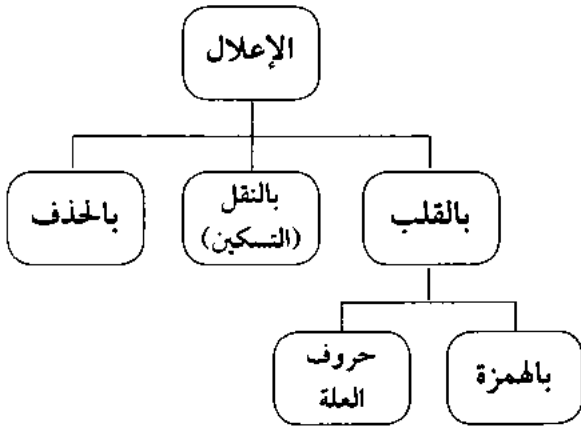 الإعلال
بالقلب
بالنقل
(التسكين)
بالحذف
بالهمزة
حروف
العلة